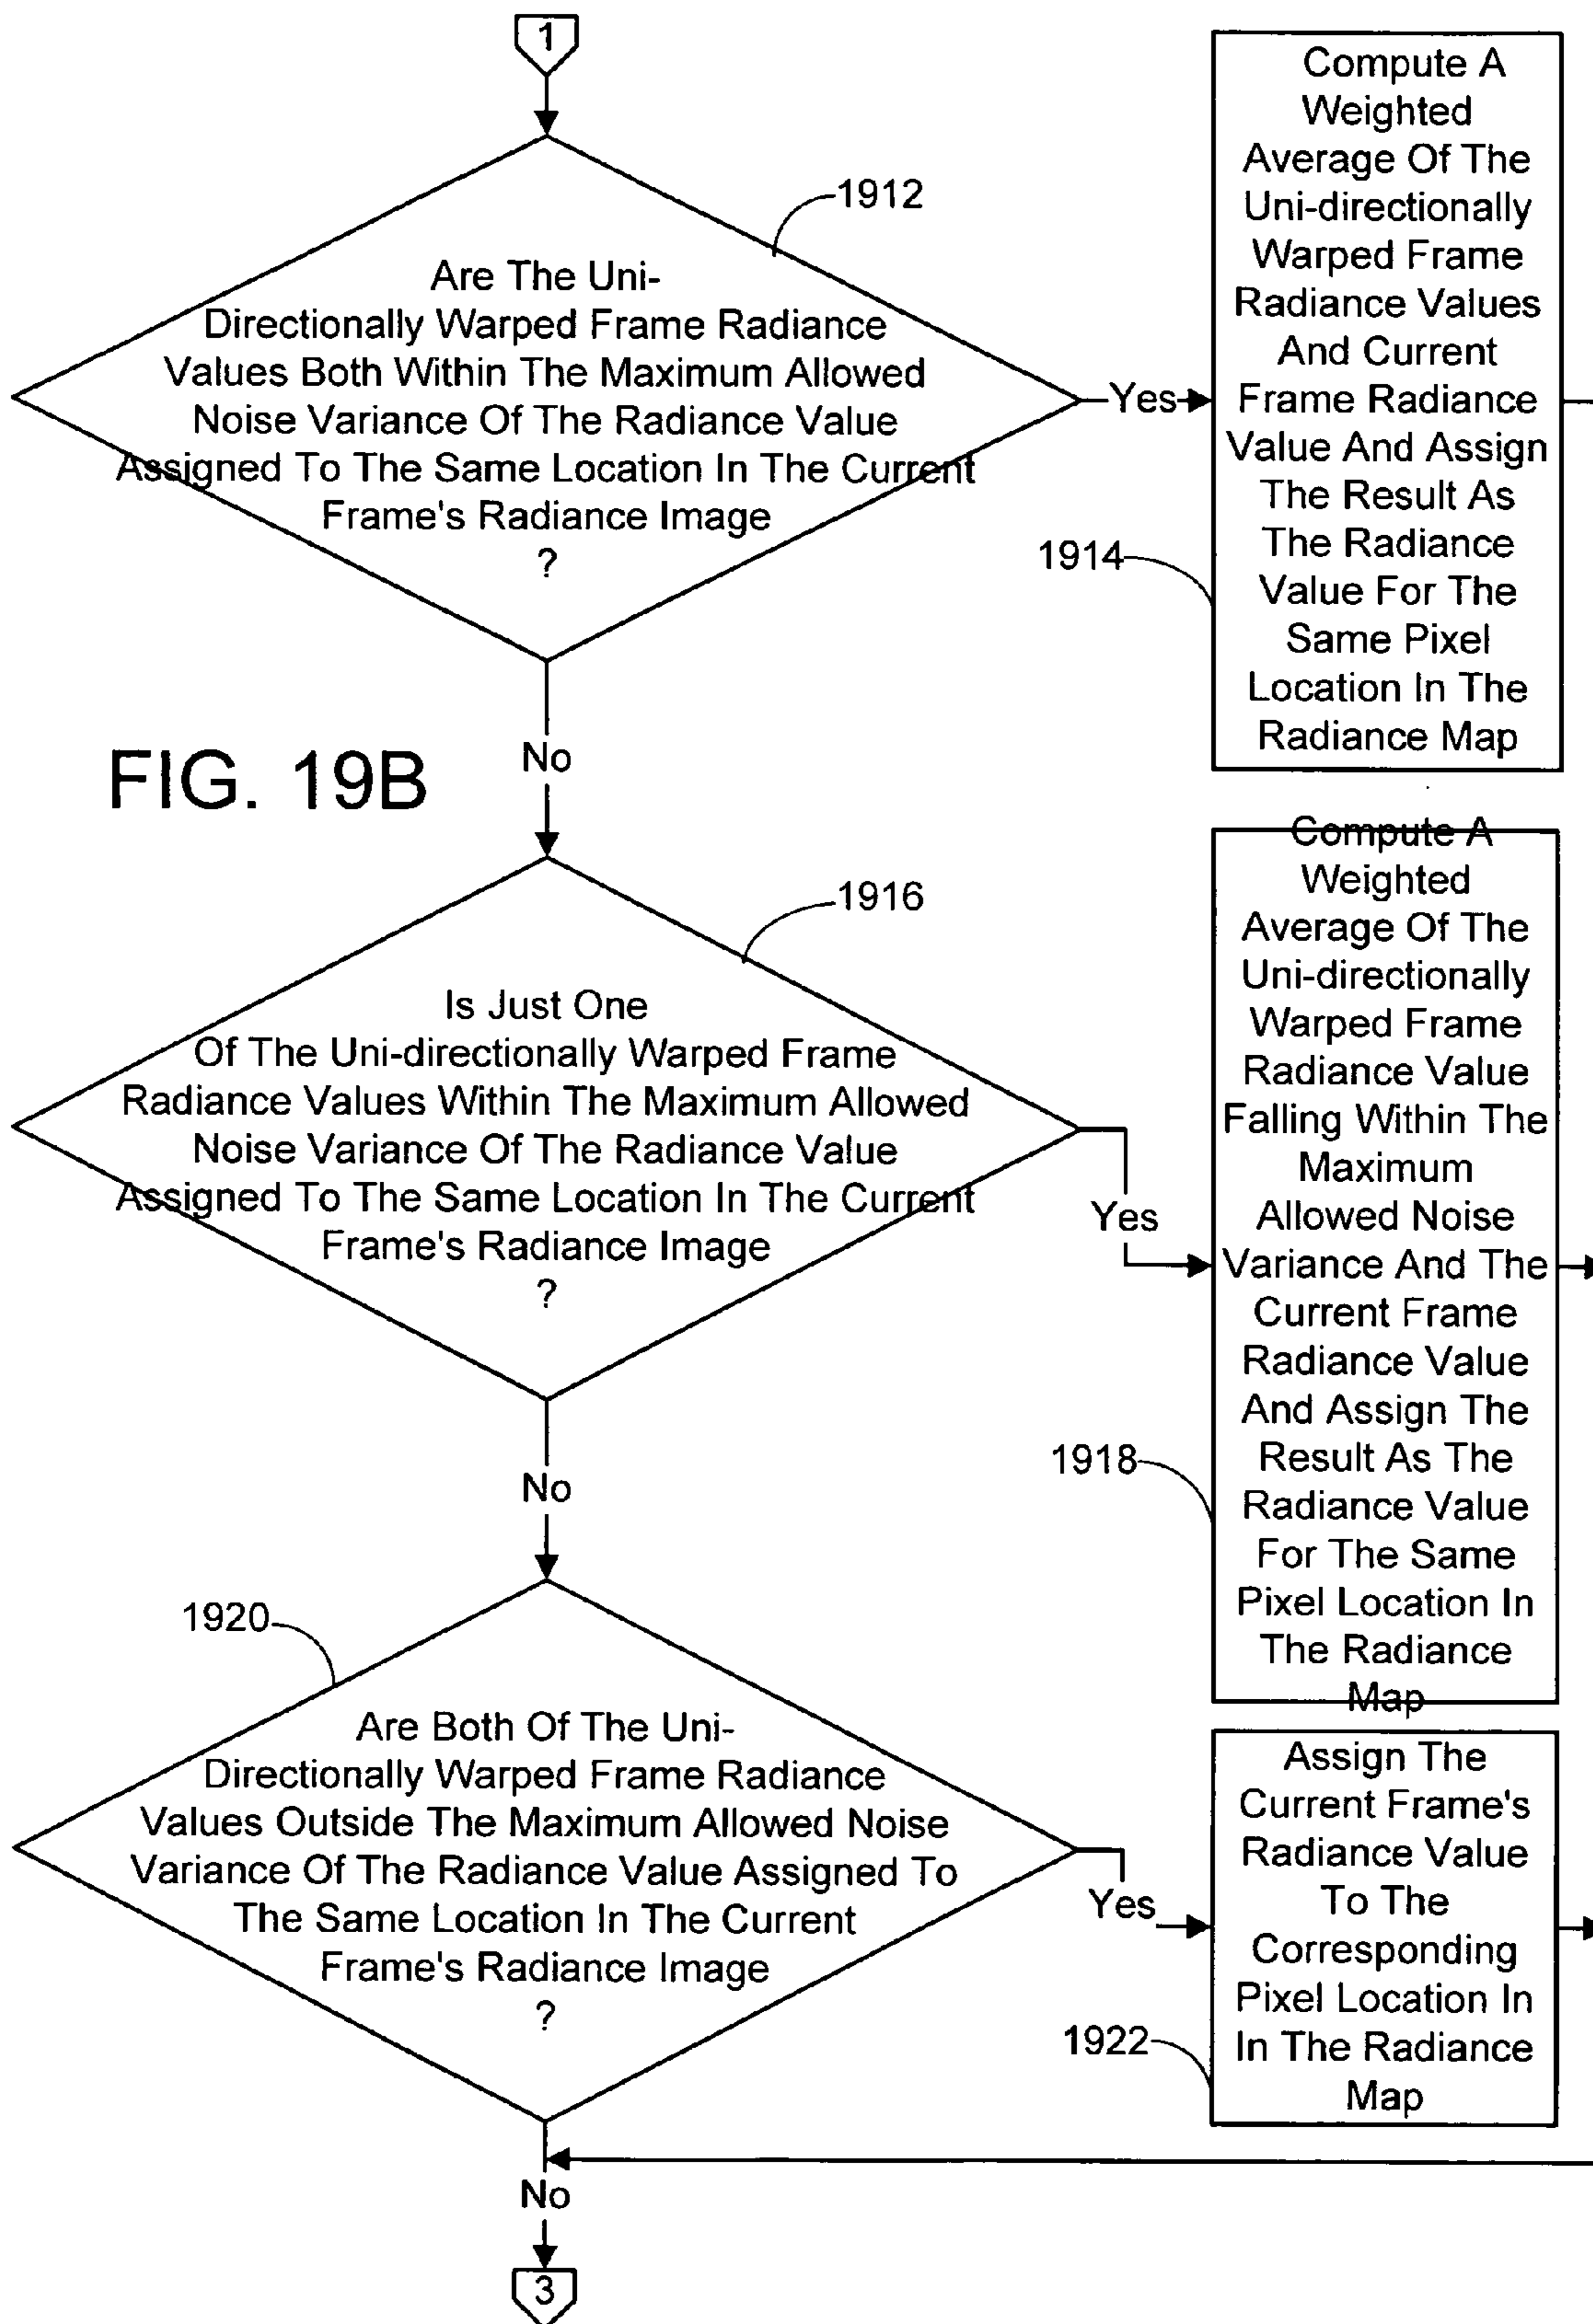 1
1912
Are The Uni-
Directionally Warped Frame Radiance
Values Both Within The Maximum Allowed
Noise Variance Of The Radiance Value
Assigned To The Same Location In The Current
Frame's Radiance Image
?
Yes
Compute A
Weighted
Average Of The
Uni-directionally
Warped Frame
Radiance Values
And Current
Frame Radiance
Value And Assign
The Result As
The Radiance
Value For The
Same Pixel
Location In The
Radiance Map
1914
No
FIG. 19B
1916
Is Just One
Of The Uni-directionally Warped Frame
Radiance Values Within The Maximum Allowed
Noise Variance Of The Radiance Value
Assigned To The Same Location In The Current
Frame's Radiance Image
?
Yes
Compute A
Weighted
Average Of The
Uni-directionally
Warped Frame
Radiance Value
Falling Within The
Maximum
Allowed Noise
Variance And The
Current Frame
Radiance Value
And Assign The
Result As The
Radiance Value
For The Same
Pixel Location In
The Radiance
Map
1918
No
1920
Are Both Of The Uni-
Directionally Warped Frame Radiance
Values Outside The Maximum Allowed Noise
Variance Of The Radiance Value Assigned To
The Same Location In The Current
Frame's Radiance Image
?
Yes
Assign The
Current Frame's
Radiance Value
To The
Corresponding
Pixel Location In
In The Radiance
Map
1922
No
3